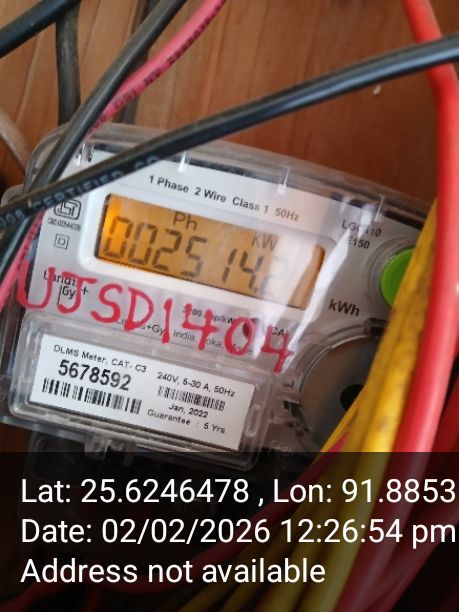 1 Phase 2 Wire Class 1 50Hz
Ph
002514.2
kWh
UJSD1404
DLMS Meter, CAT- C3
5678592
240V, 5-30 A, 50Hz
Jan, 2022
Guarantee : 5 Yrs.
Lat: 25.6246478 , Lon: 91.8853
Date: 02/02/2026 12:26:54 pm
Address not available